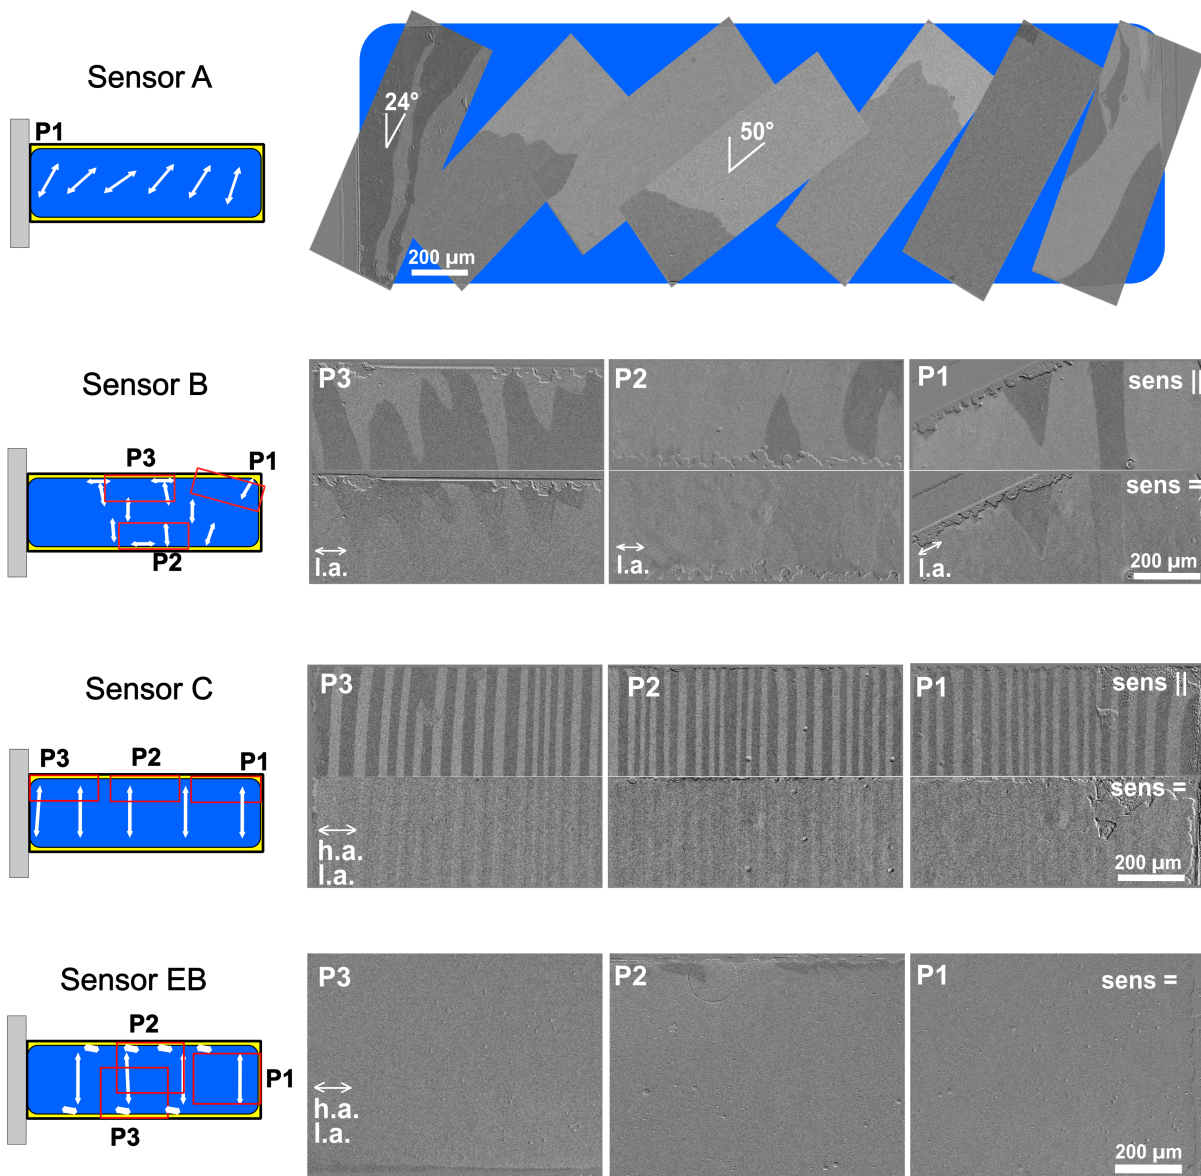 Sensor A
P1
24°
50°
200 µm
Sensor B
P3
P1
P2
P3
P2
P1
sens ||
sens =
l.a.
l.a.
l.a.
200 µm
Sensor C
P3
P2
P1
P3
P2
P1
sens ||
sens =
h.a.
l.a.
200 µm
Sensor EB
P2
P1
P3
P3
P2
P1
sens =
h.a.
l.a.
200 µm